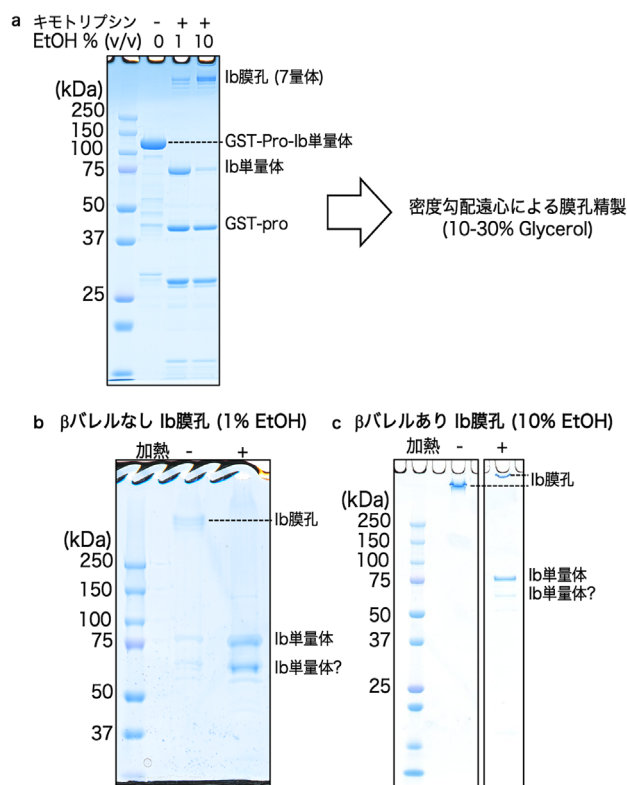 a
キモトリプシン - + +
EtOH % (v/v) 0 1 10
(kDa)
250
150
100
75
50
37
25
Ib膜孔 (7量体)
GST-Pro-Ib単量体
Ib単量体
GST-pro
密度勾配遠心による膜孔精製
(10-30% Glycerol)
b βバレルなし Ib膜孔 (1% EtOH)
加熱 - +
(kDa)
250
150
100
75
50
37
Ib膜孔
Ib単量体
Ib単量体?
c βバレルあり Ib膜孔 (10% EtOH)
加熱 - +
(kDa)
250
150
100
75
50
37
25
Ib膜孔
Ib単量体
Ib単量体?